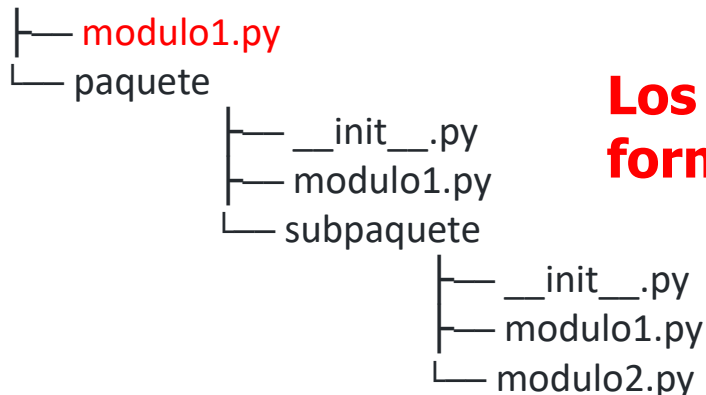 ├── modulo1.py
└── paquete
├── __init__.py
├── modulo1.py
└── subpaquete
├── __init__.py
├── modulo1.py
└── modulo2.py
Los